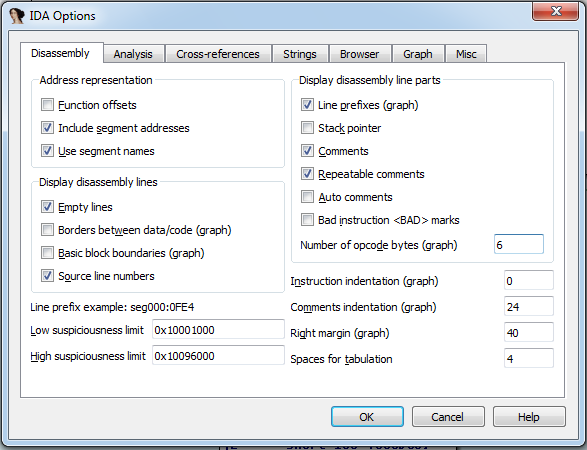 IDA Options
Disassembly Analysis Cross-references Strings Browser Graph Misc
Address representation
Function offsets
Include segment addresses
Use segment names
Display disassembly lines
Empty lines
Borders between data/code (graph)
Basic block boundaries (graph)
Source line numbers
Line prefix example: seg000:0FE4
Low suspiciousness limit 0x10001000
High suspiciousness limit 0x10096000
Display disassembly line parts
Line prefixes (graph)
Stack pointer
Comments
Repeatable comments
Auto comments
Bad instruction <BAD> marks
Number of opcode bytes (graph) 6
Instruction indentation (graph) 0
Comments indentation (graph) 24
Right margin (graph) 40
Spaces for tabulation 4
OK Cancel Help